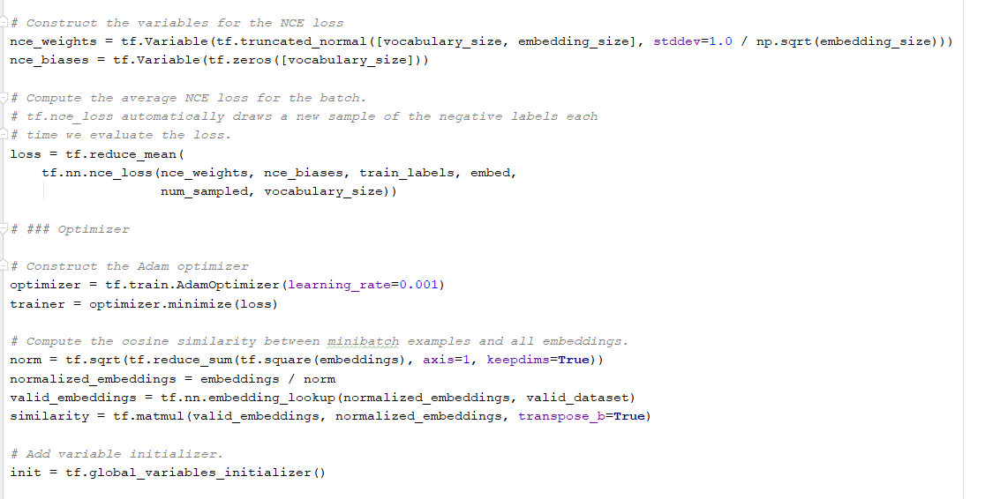 # Construct the variables for the NCE loss
nce_weights = tf.Variable(tf.truncated_normal([vocabulary_size, embedding_size], stddev=1.0 / np.sqrt(embedding_size)))
nce_biases = tf.Variable(tf.zeros([vocabulary_size]))
# Compute the average NCE loss for the batch.
# tf.nce_loss automatically draws a new sample of the negative labels each
# time we evaluate the loss.
loss = tf.reduce_mean(
tf.nn.nce_loss(nce_weights, nce_biases, train_labels, embed,
num_sampled, vocabulary_size))
# ### Optimizer
# Construct the Adam optimizer
optimizer = tf.train.AdamOptimizer(learning_rate=0.001)
trainer = optimizer.minimize(loss)
# Compute the cosine similarity between minibatch examples and all embeddings.
norm = tf.sqrt(tf.reduce_sum(tf.square(embeddings), axis=1, keepdims=True))
normalized_embeddings = embeddings / norm
valid_embeddings = tf.nn.embedding_lookup(normalized_embeddings, valid_dataset)
similarity = tf.matmul(valid_embeddings, normalized_embeddings, transpose_b=True)
# Add variable initializer.
init = tf.global_variables_initializer()